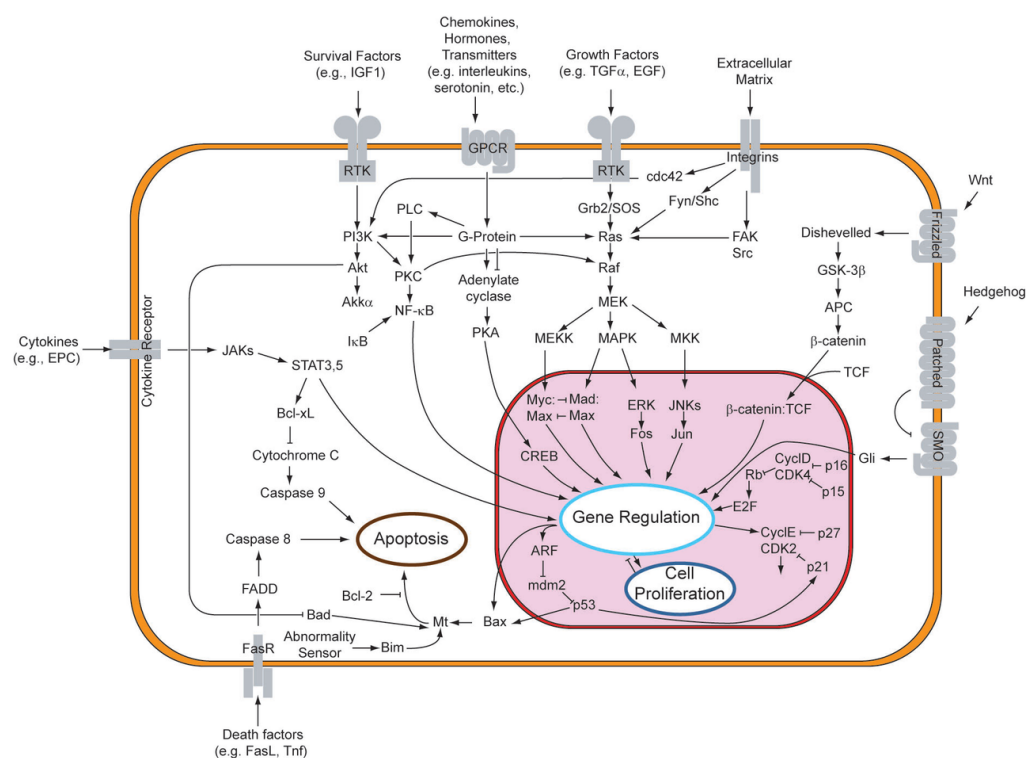 Chemokines,
Hormones,
Transmitters
(e.g. interleukins,
serotonin, etc.)
Survival Factors
(e.g., IGF1)
Growth Factors
(e.g. TGFα, EGF)
Extracellular
Matrix
RTK
GPCR
RTK
Integrins
cdc42
Fyn/Shc
Grb2/SOS
PLC
PI3K
G-Protein
Ras
FAK
Src
Akt
PKC
Raf
Akkα
Adenylate
cyclase
NF-κB
MEK
IκB
PKA
MEKK
MAPK
MKK
Wnt
Frizzled
Dishevelled
GSK-3β
APC
β-catenin
TCF
Hedgehog
Patched
SMO
Gli
Cytokines
(e.g., EPC)
Cytokine Receptor
JAKs
STAT3,5
Bcl-xL
Cytochrome C
Caspase 9
Caspase 8
Apoptosis
FADD
Bcl-2
Bad
Mt
Bax
Abnormality
Sensor
Bim
FasR
Death factors
(e.g. FasL, Tnf)
Myc:
Mad:
Max
Max
ERK
JNKs
Fos
Jun
β-catenin:TCF
CREB
CyclD
p16
Rb
CDK4
p15
E2F
Gene Regulation
CyclE
p27
CDK2
p21
ARF
mdm2
p53
Cell
Proliferation